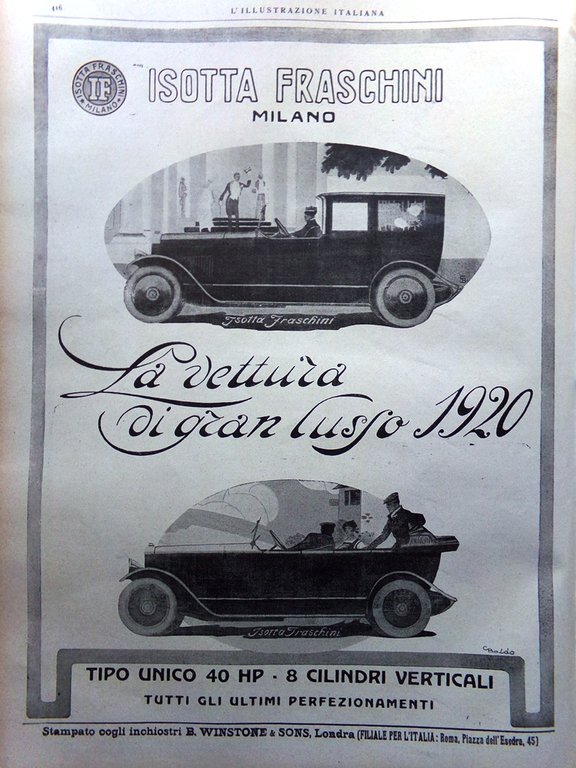 416
L'ILLUSTRAZIONE ITALIANA
ISOTTA FRASCHINI MILANO
IF
ISOTTA FRASCHINI
MILANO
Isotta Fraschini
La vettura
di gran lusso 1920
Isotta Fraschini
TIPO UNICO 40 HP - 8 CILINDRI VERTICALI
TUTTI GLI ULTIMI PERFEZIONAMENTI
Stampato cogli inchiostri B. WINSTONE & SONS, Londra (FILIALE PER L'ITALIA: Roma, Piazza dell'Esedra, 45)